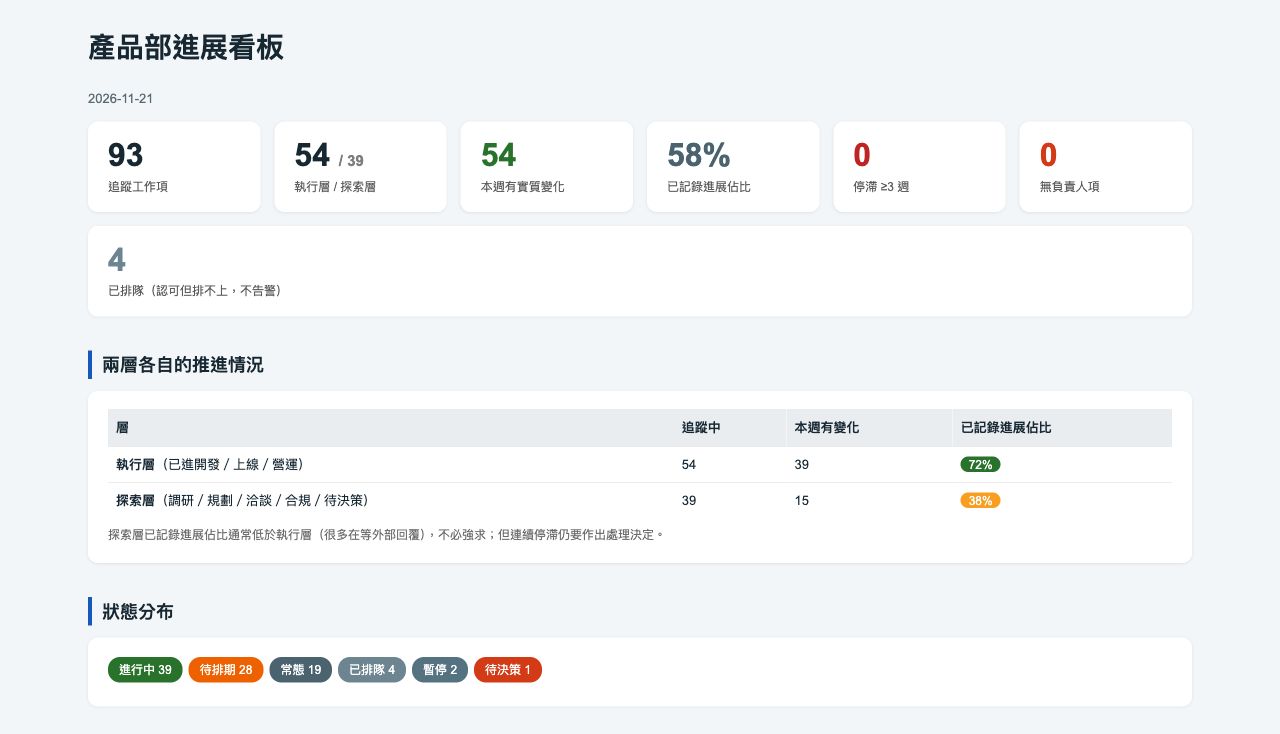 產品部進展看板
2026-11-21
93
追蹤工作項
54 / 39
執行層 / 探索層
54
本週有實質變化
58%
已記錄進展佔比
0
停滯 ≥3 週
0
無負責人項
4
已排隊（認可但排不上，不告警）
兩層各自的推進情況
層 追蹤中 本週有變化 已記錄進展佔比
執行層（已進開發 / 上線 / 營運） 54 39 72%
探索層（調研 / 規劃 / 洽談 / 合規 / 待決策） 39 15 38%
探索層已記錄進展佔比通常低於執行層（很多在等外部回覆），不必強求；但連續停滯仍要作出處理決定。
狀態分布
進行中 39 待排期 28 常態 19 已排隊 4 暫停 2 待決策 1